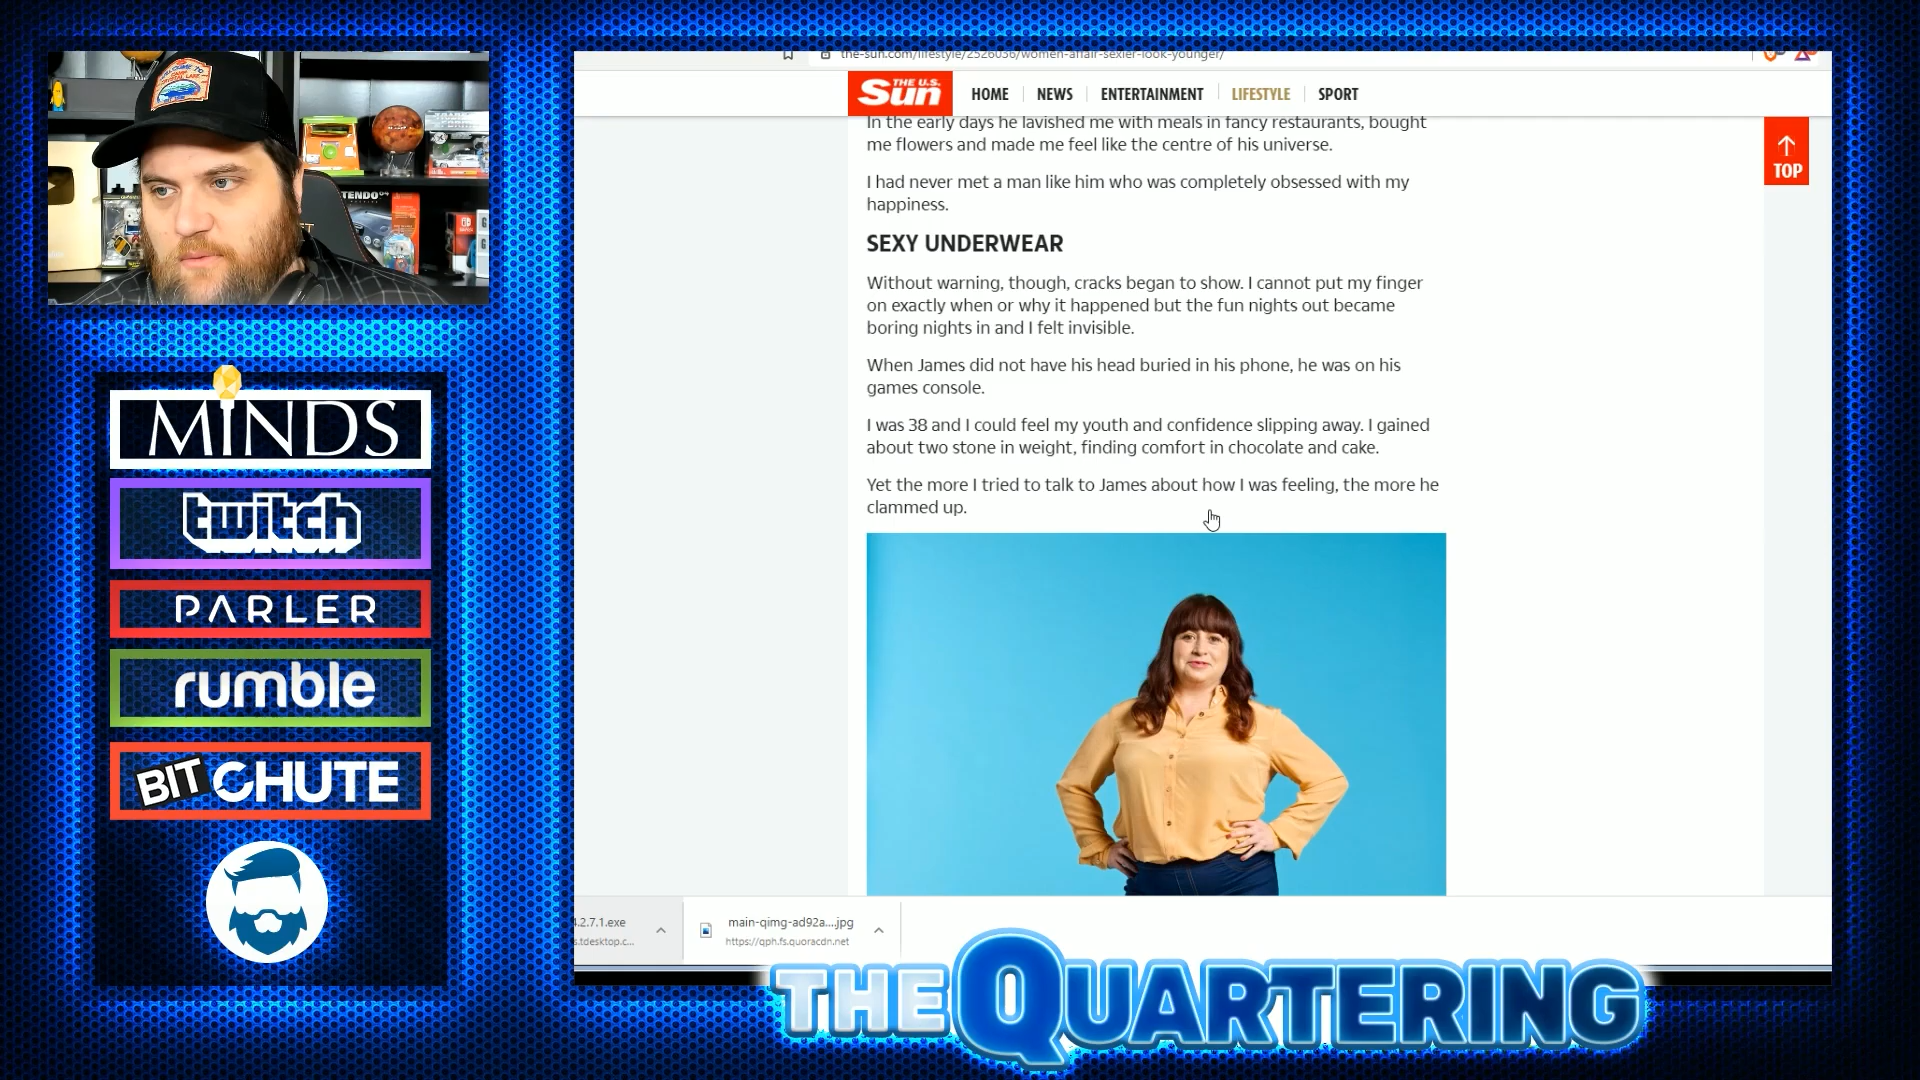 the-sun.com/lifestyle/2526036/women-affair-sexier-look-younger/
THE U.S. Sun
HOME NEWS ENTERTAINMENT LIFESTYLE SPORT
In the early days he lavished me with meals in fancy restaurants, bought
me flowers and made me feel like the centre of his universe.
I had never met a man like him who was completely obsessed with my
happiness.
SEXY UNDERWEAR
Without warning, though, cracks began to show. I cannot put my finger
on exactly when or why it happened but the fun nights out became
boring nights in and I felt invisible.
When James did not have his head buried in his phone, he was on his
games console.
I was 38 and I could feel my youth and confidence slipping away. I gained
about two stone in weight, finding comfort in chocolate and cake.
Yet the more I tried to talk to James about how I was feeling, the more he
clammed up.
TOP
MINDS
twitch
PARLER
rumble
BITCHUTE
.2.7.1.exe
s.tdesktop.c...
main-qimg-ad92a....jpg
https://qph.fs.quoracdn.net
THE QUARTERING